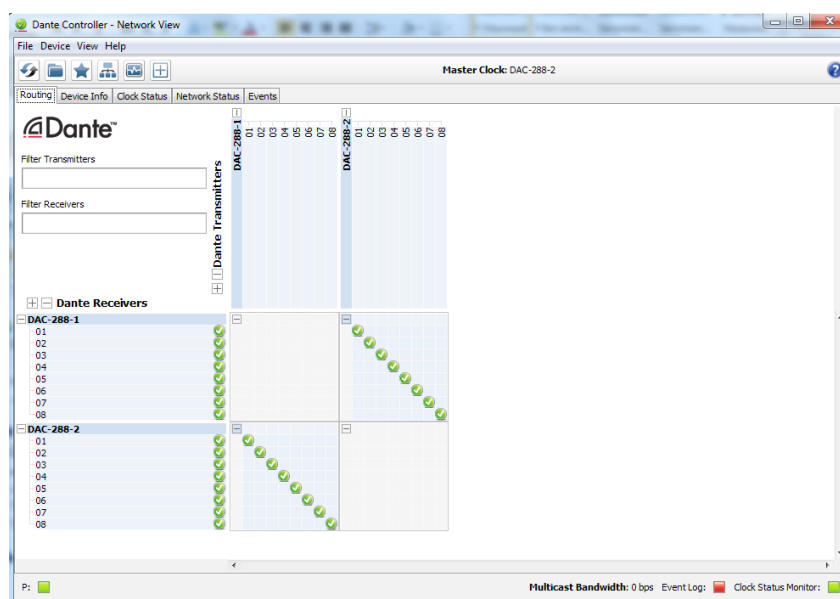 Dante Controller - Network View
File Device View Help
Master Clock: DAC-288-2
?
Routing Device Info Clock Status Network Status Events
Dante™
Filter Transmitters
Filter Receivers
Dante Transmitters
DAC-288-1
01 02 03 04 05 06 07 08
DAC-288-2
01 02 03 04 05 06 07 08
Dante Receivers
DAC-288-1
01
02
03
04
05
06
07
08
DAC-288-2
01
02
03
04
05
06
07
08
P: Multicast Bandwidth: 0 bps Event Log: Clock Status Monitor: